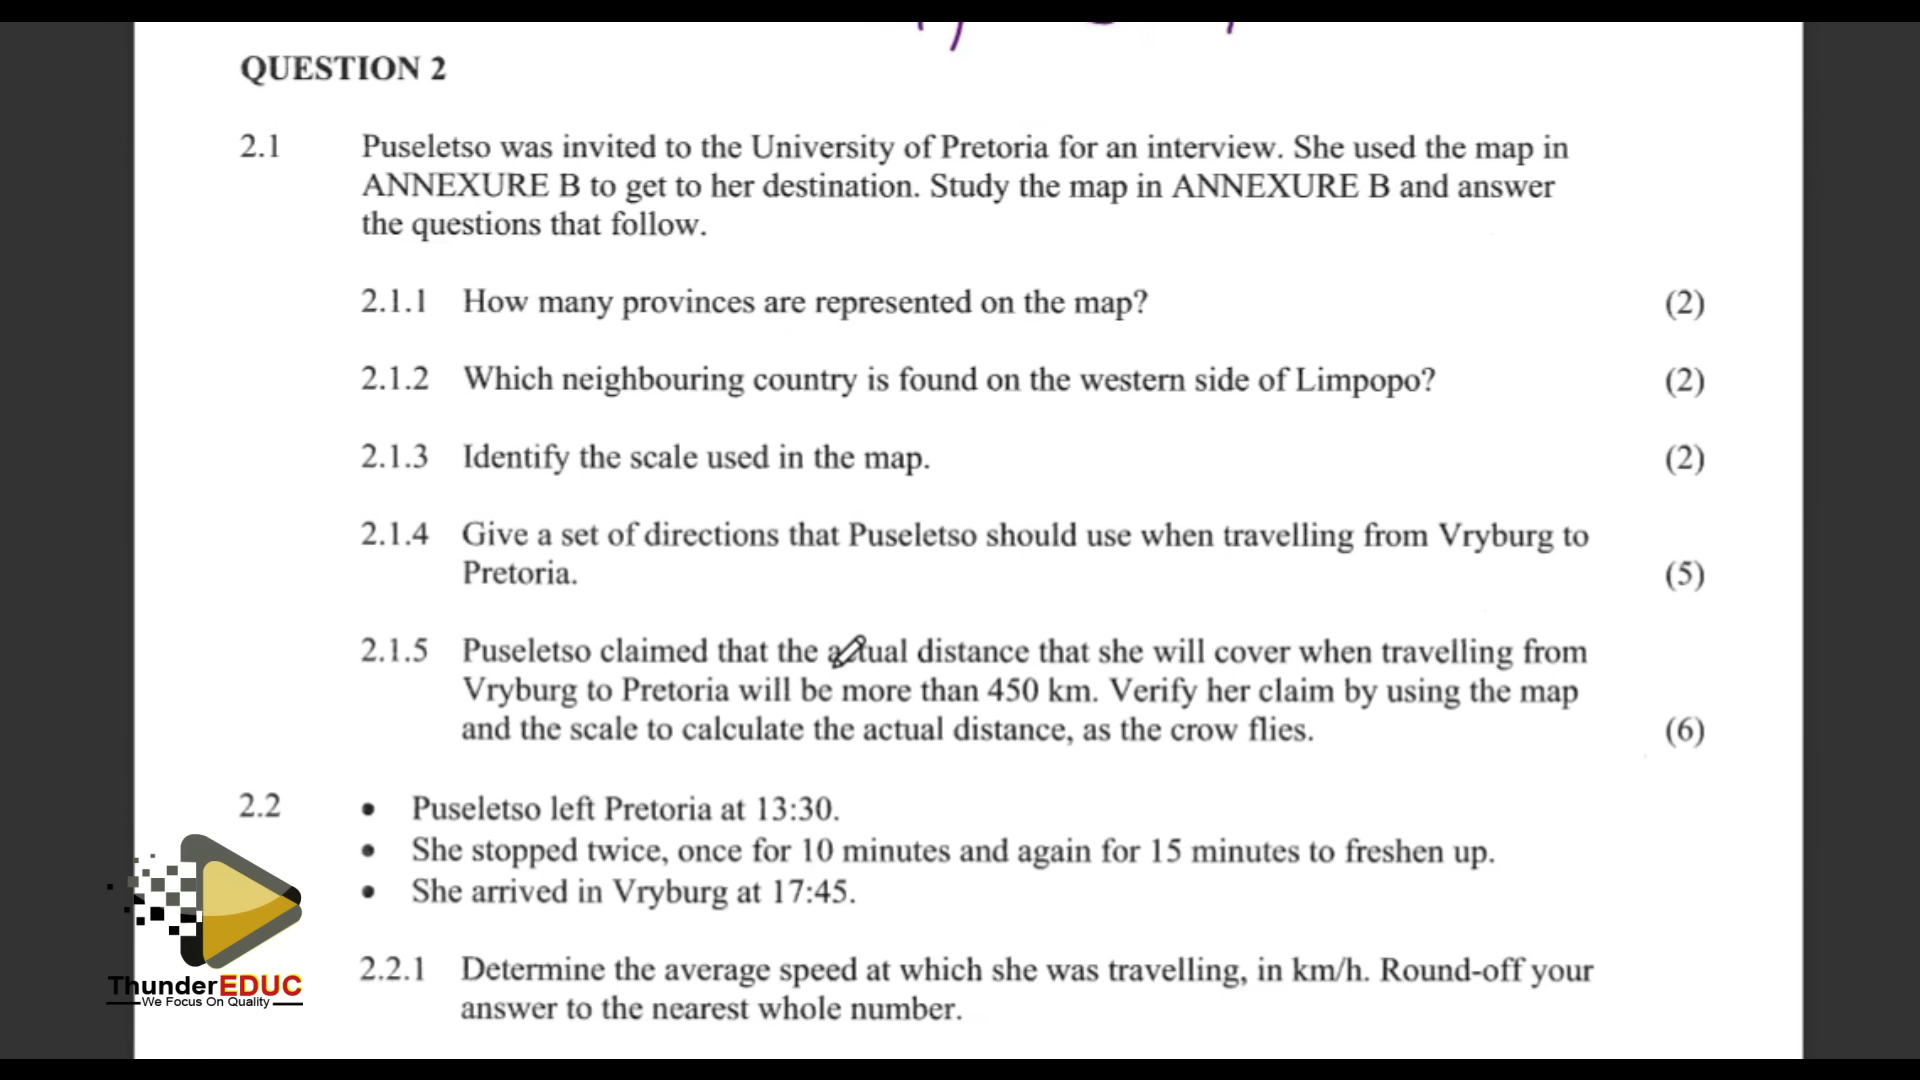 QUESTION 2
2.1 Puseletso was invited to the University of Pretoria for an interview. She used the map in
ANNEXURE B to get to her destination. Study the map in ANNEXURE B and answer
the questions that follow.
2.1.1 How many provinces are represented on the map? (2)
2.1.2 Which neighbouring country is found on the western side of Limpopo? (2)
2.1.3 Identify the scale used in the map. (2)
2.1.4 Give a set of directions that Puseletso should use when travelling from Vryburg to
Pretoria. (5)
2.1.5 Puseletso claimed that the actual distance that she will cover when travelling from
Vryburg to Pretoria will be more than 450 km. Verify her claim by using the map
and the scale to calculate the actual distance, as the crow flies. (6)
2.2 • Puseletso left Pretoria at 13:30.
• She stopped twice, once for 10 minutes and again for 15 minutes to freshen up.
• She arrived in Vryburg at 17:45.
2.2.1 Determine the average speed at which she was travelling, in km/h. Round-off your
answer to the nearest whole number.
ThunderEDUC
We Focus On Quality